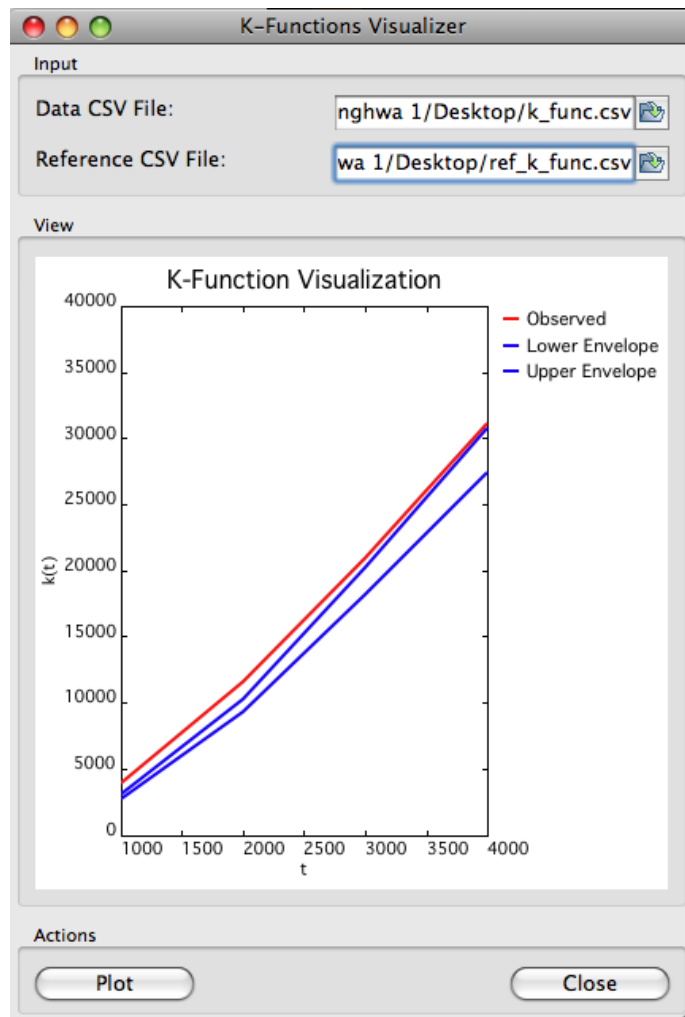 K-Functions Visualizer
Input
Data CSV File: nghwa 1/Desktop/k_func.csv
Reference CSV File: wa 1/Desktop/ref_k_func.csv
View
K-Function Visualization
40000
35000
30000
25000
20000
15000
10000
5000
0
k(t)
1000 1500 2000 2500 3000 3500 4000
t
Observed
Lower Envelope
Upper Envelope
Actions
Plot Close